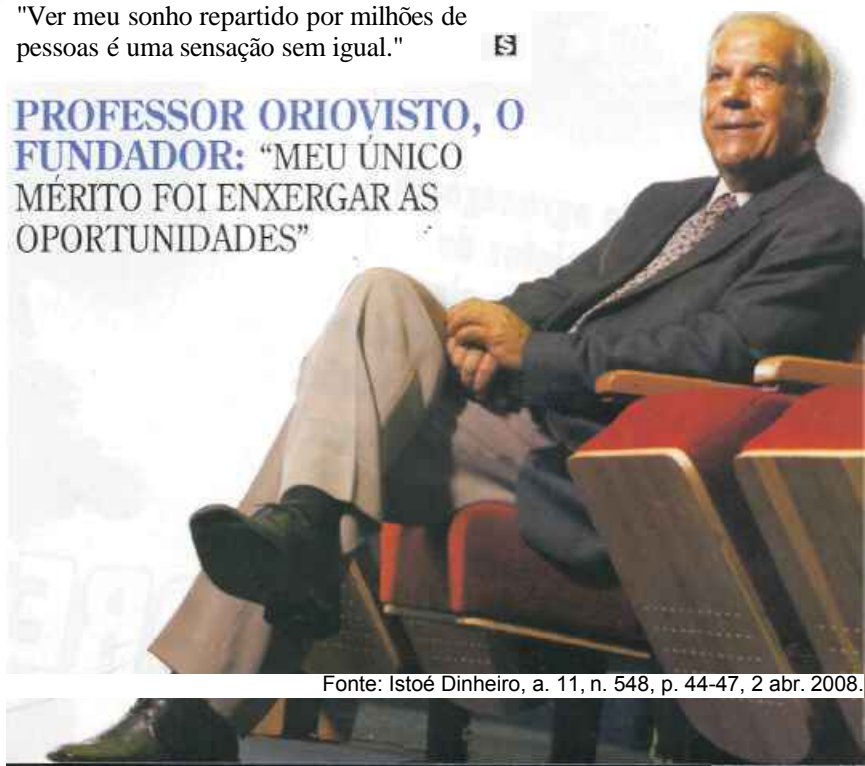 "Ver meu sonho repartido por milhões de
pessoas é uma sensação sem igual."
PROFESSOR ORIOVISTO, O
FUNDADOR: “MEU ÚNICO
MÉRITO FOI ENXERGAR AS
OPORTUNIDADES”
Fonte: Istoé Dinheiro, a. 11, n. 548, p. 44-47, 2 abr. 2008.